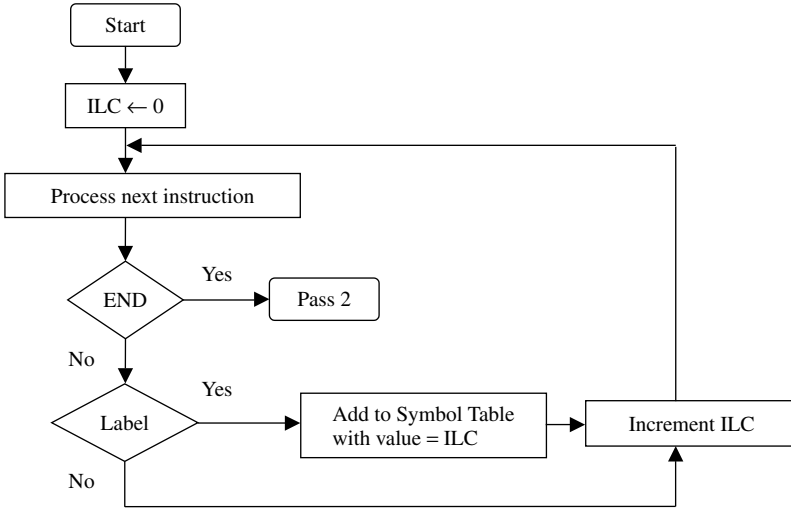 Start
ILC ← 0
Process next instruction
Yes
END
Pass 2
No
Yes
Label
Add to Symbol Table
with value = ILC
Increment ILC
No